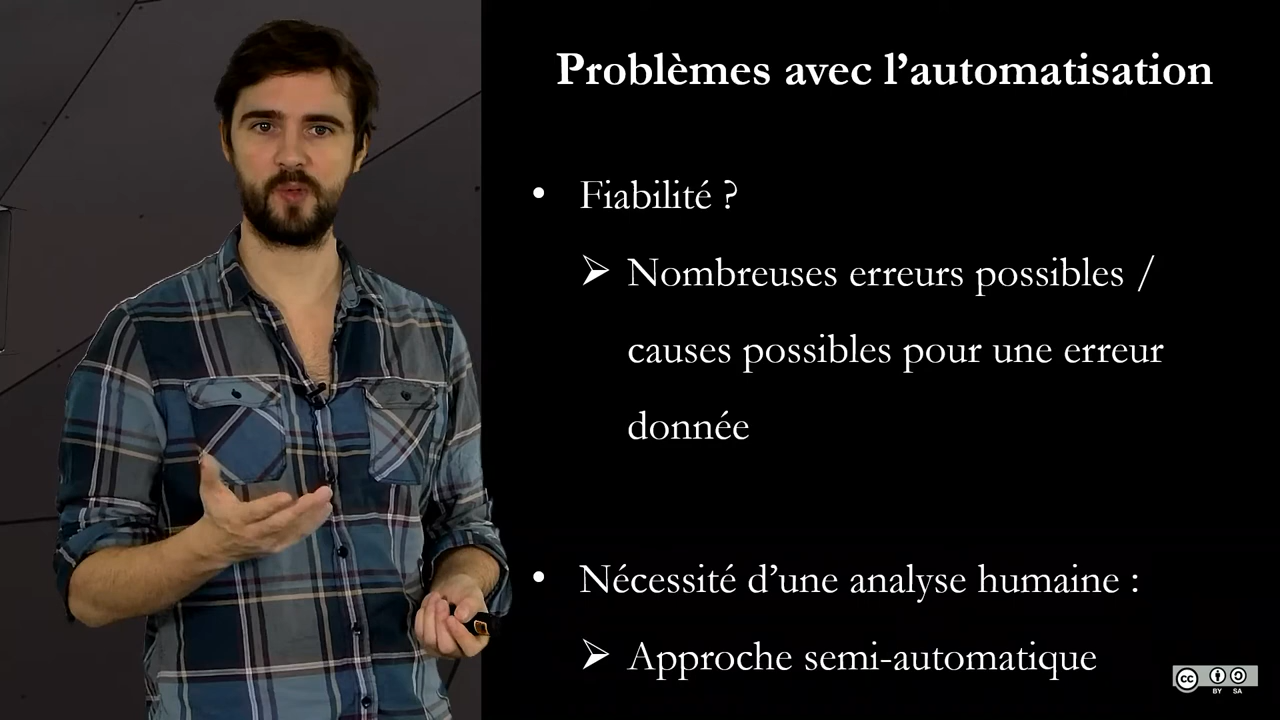 Problèmes avec l’automatisation
• Fiabilité ?
➢ Nombreuses erreurs possibles /
causes possibles pour une erreur
donnée
• Nécessité d’une analyse humaine :
➢ Approche semi-automatique
cc
BY SA